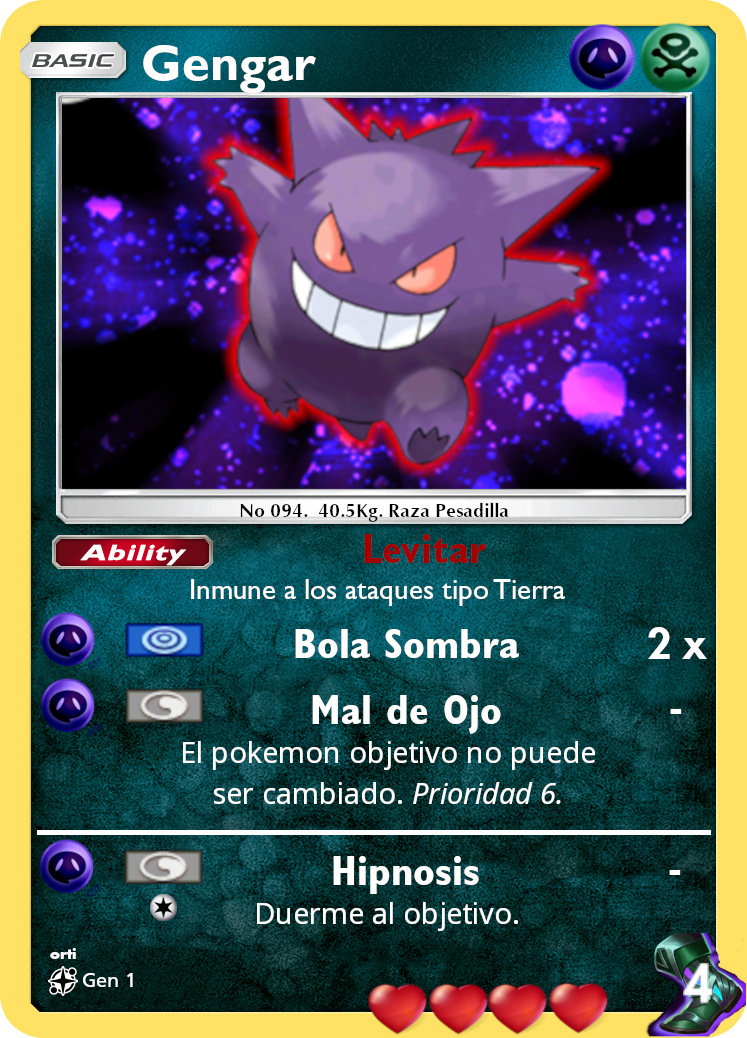 BASIC Gengar
No 094. 40.5Kg. Raza Pesadilla
Ability Levitar
Inmune a los ataques tipo Tierra
Bola Sombra 2 x
Mal de Ojo -
El pokemon objetivo no puede
ser cambiado. Prioridad 6.
Hipnosis -
Duerme al objetivo.
orti
Gen 1
4